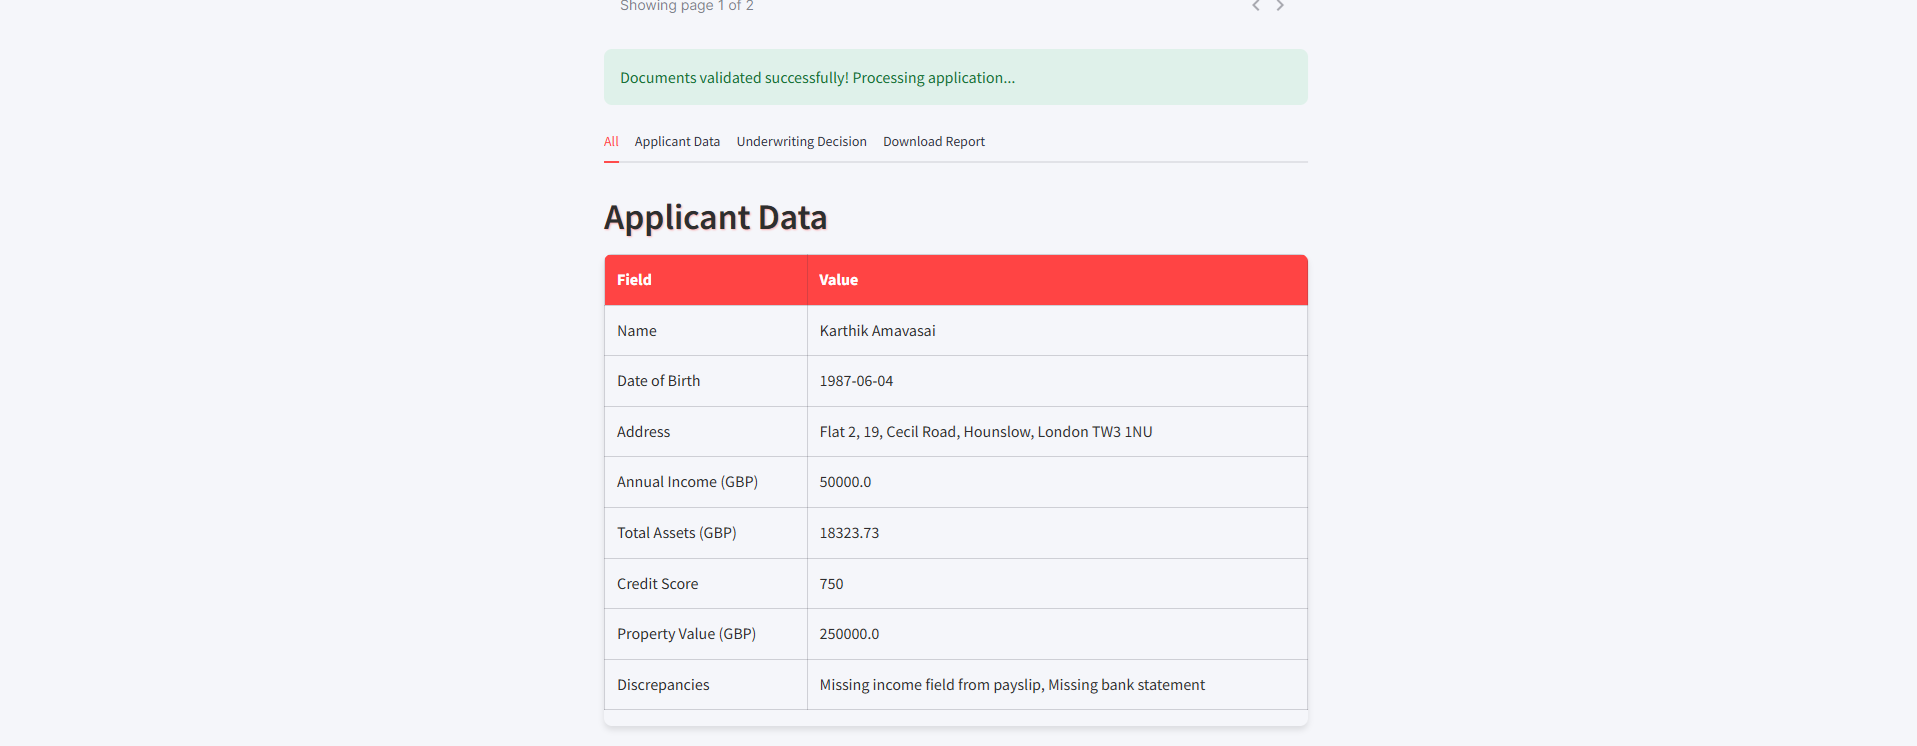 Showing page 1 of 2
Documents validated successfully! Processing application...
All Applicant Data Underwriting Decision Download Report
Applicant Data
Field Value
Name Karthik Amavasai
Date of Birth 1987-06-04
Address Flat 2, 19, Cecil Road, Hounslow, London TW3 1NU
Annual Income (GBP) 50000.0
Total Assets (GBP) 18323.73
Credit Score 750
Property Value (GBP) 250000.0
Discrepancies Missing income field from payslip, Missing bank statement